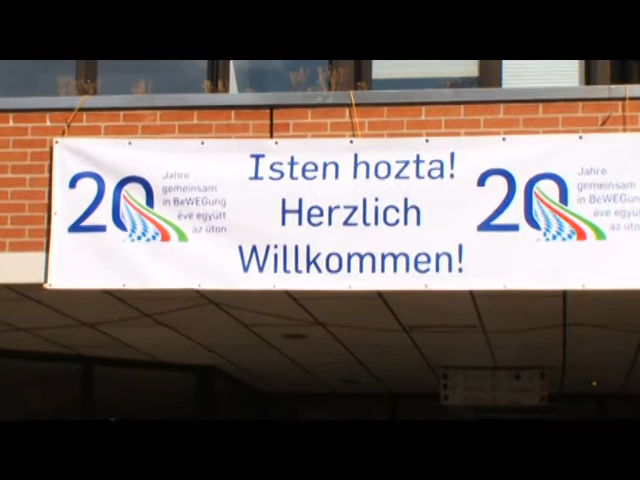 20
Jahre
gemeinsam
in BeWEGung
éve együtt
az úton
Isten hozta!
Herzlich
Willkommen!
20
Jahre
gemeinsam
in BeWEGung
éve együtt
az úton